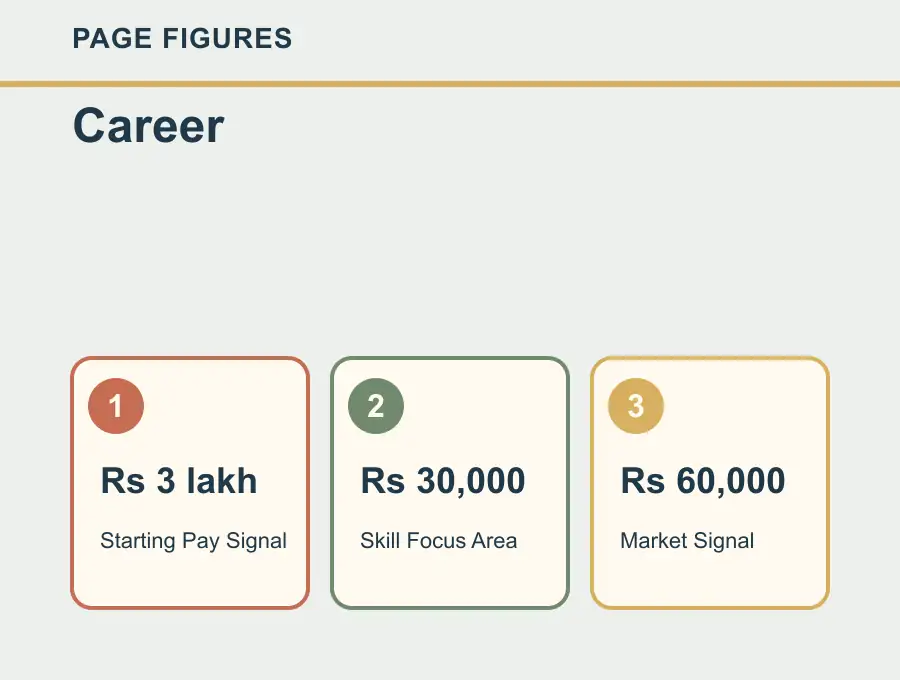 PAGE FIGURES
Career
1
Rs 3 lakh
Starting Pay Signal
2
Rs 30,000
Skill Focus Area
3
Rs 60,000
Market Signal